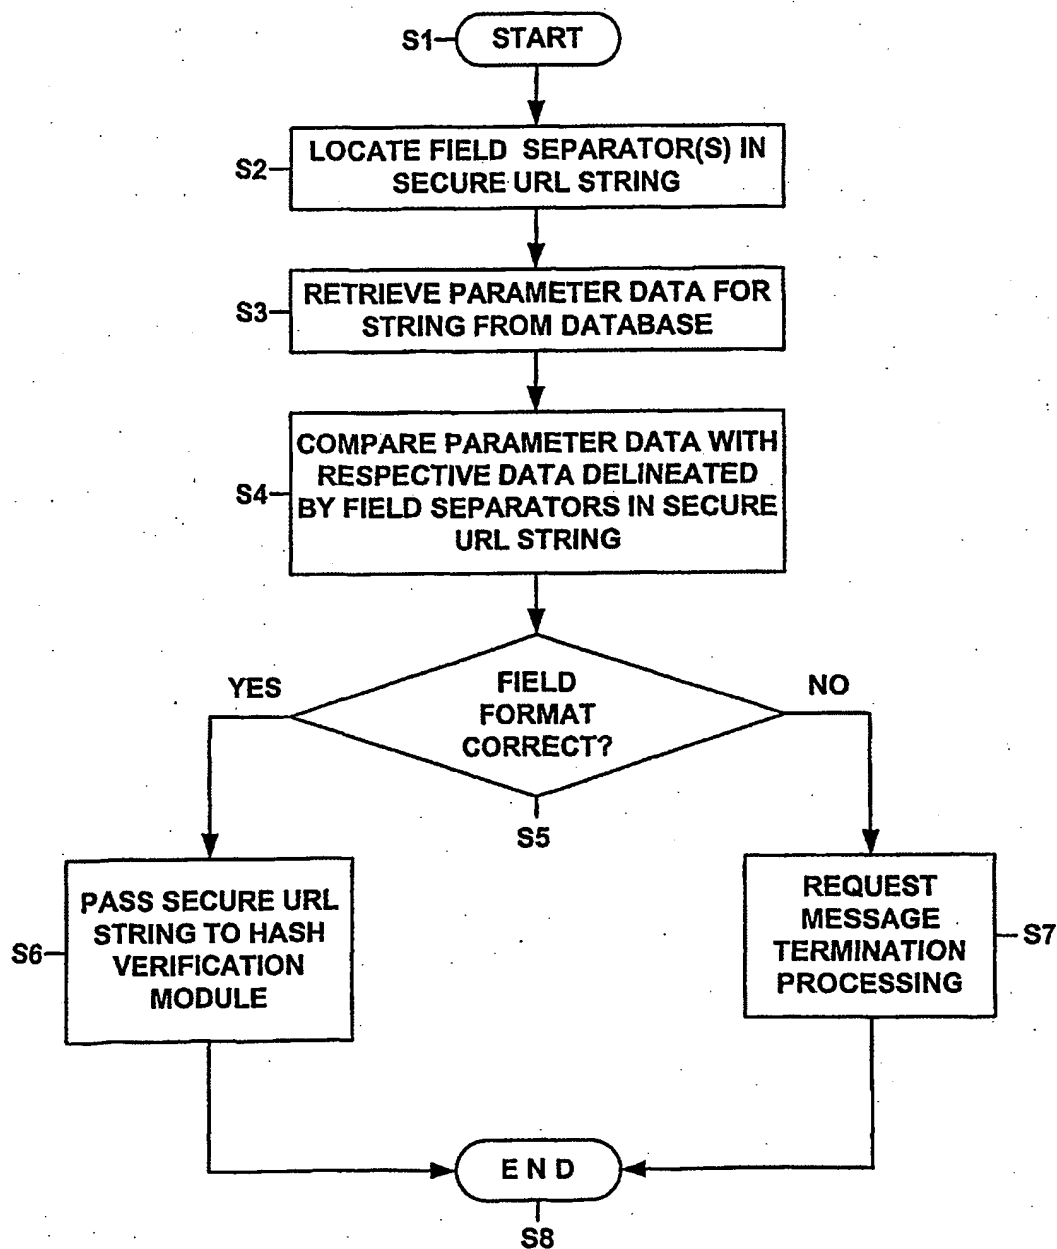 S1
START
S2
LOCATE FIELD SEPARATOR(S) IN
SECURE URL STRING
S3
RETRIEVE PARAMETER DATA FOR
STRING FROM DATABASE
S4
COMPARE PARAMETER DATA WITH
RESPECTIVE DATA DELINEATED
BY FIELD SEPARATORS IN SECURE
URL STRING
YES
FIELD
FORMAT
CORRECT?
NO
S5
S6
PASS SECURE URL
STRING TO HASH
VERIFICATION
MODULE
REQUEST
MESSAGE
TERMINATION
PROCESSING
S7
END
S8